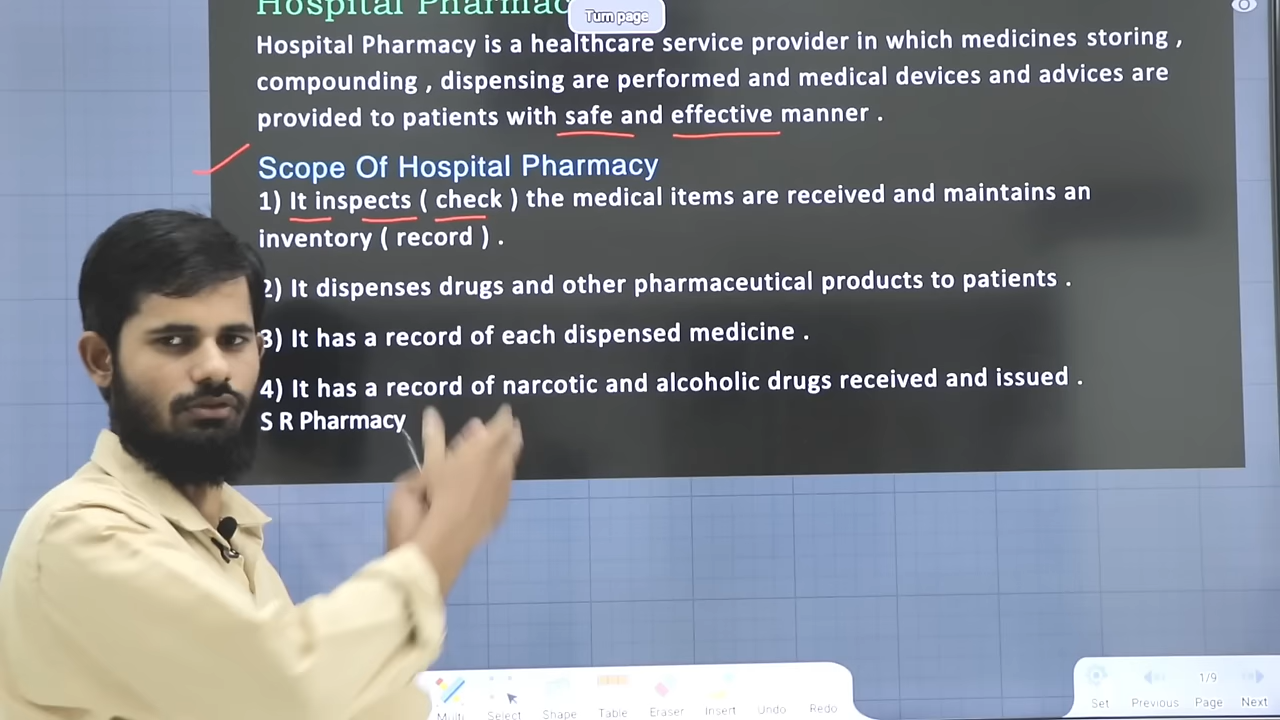 Hospital Pharmac
Turn page
Hospital Pharmacy is a healthcare service provider in which medicines storing ,
compounding , dispensing are performed and medical devices and advices are
provided to patients with safe and effective manner .
Scope Of Hospital Pharmacy
1) It inspects ( check ) the medical items are received and maintains an
inventory ( record ) .
2) It dispenses drugs and other pharmaceutical products to patients .
3) It has a record of each dispensed medicine .
4) It has a record of narcotic and alcoholic drugs received and issued .
S R Pharmacy
1/9
Multi Select Shape Table Eraser Insert Undo Redo Set Previous Page Next